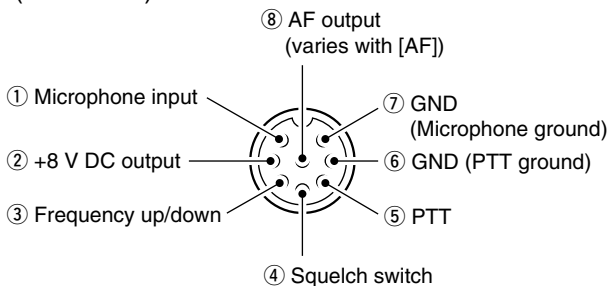 ⑧ AF output
(varies with [AF])
① Microphone input
⑦ GND
(Microphone ground)
② +8 V DC output
⑥ GND (PTT ground)
③ Frequency up/down
⑤ PTT
④ Squelch switch